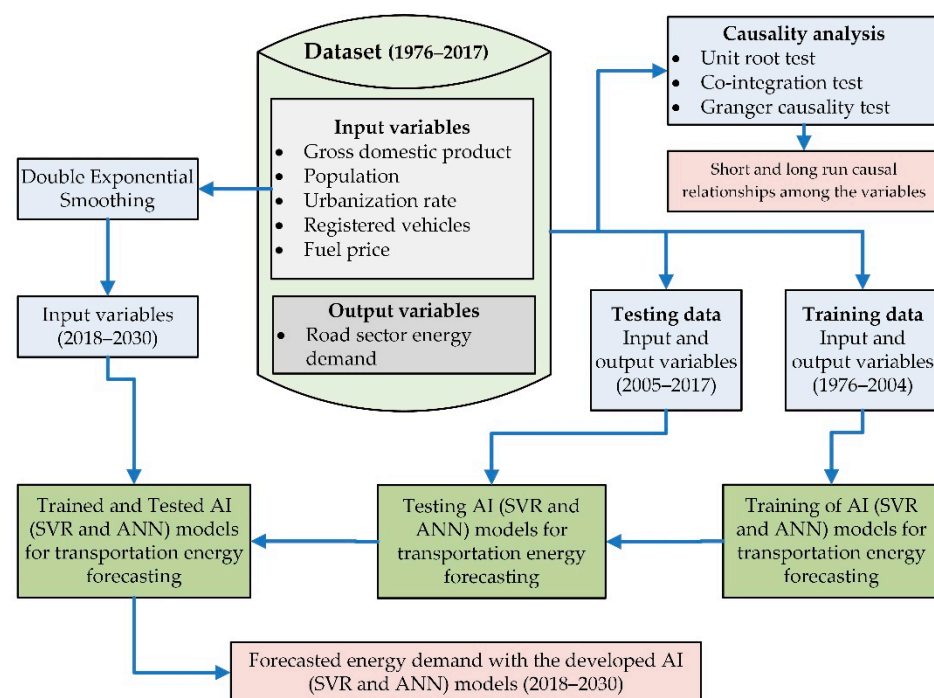 Dataset (1976–2017)
Input variables
• Gross domestic product
• Population
• Urbanization rate
• Registered vehicles
• Fuel price
Output variables
• Road sector energy
demand
Causality analysis
• Unit root test
• Co-integration test
• Granger causality test
Short and long run causal
relationships among the variables
Double Exponential
Smoothing
Input variables
(2018–2030)
Testing data
Input and
output variables
(2005–2017)
Training data
Input and
output variables
(1976–2004)
Trained and Tested AI
(SVR and ANN) models
for transportation energy
forecasting
Testing AI (SVR and
ANN) models for
transportation energy
forecasting
Training of AI (SVR
and ANN) models for
transportation energy
forecasting
Forecasted energy demand with the developed AI
(SVR and ANN) models (2018–2030)